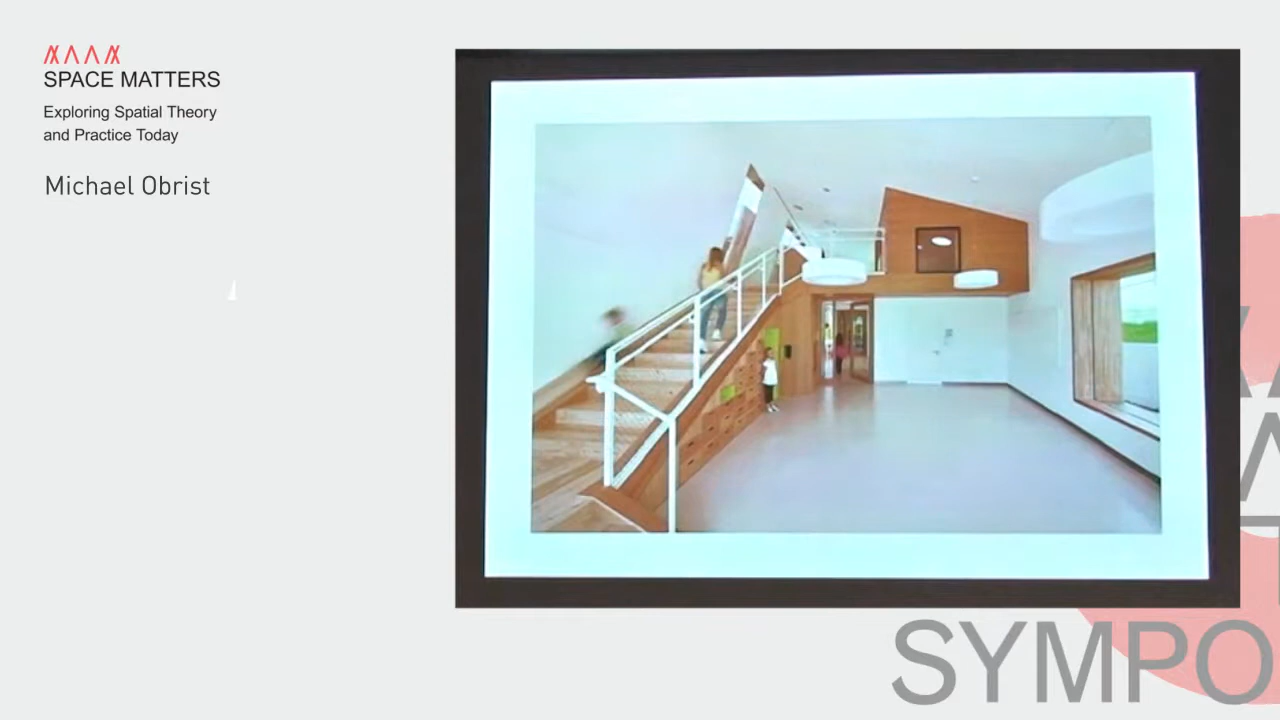 SPACE MATTERS
Exploring Spatial Theory
and Practice Today
Michael Obrist
SYMPO